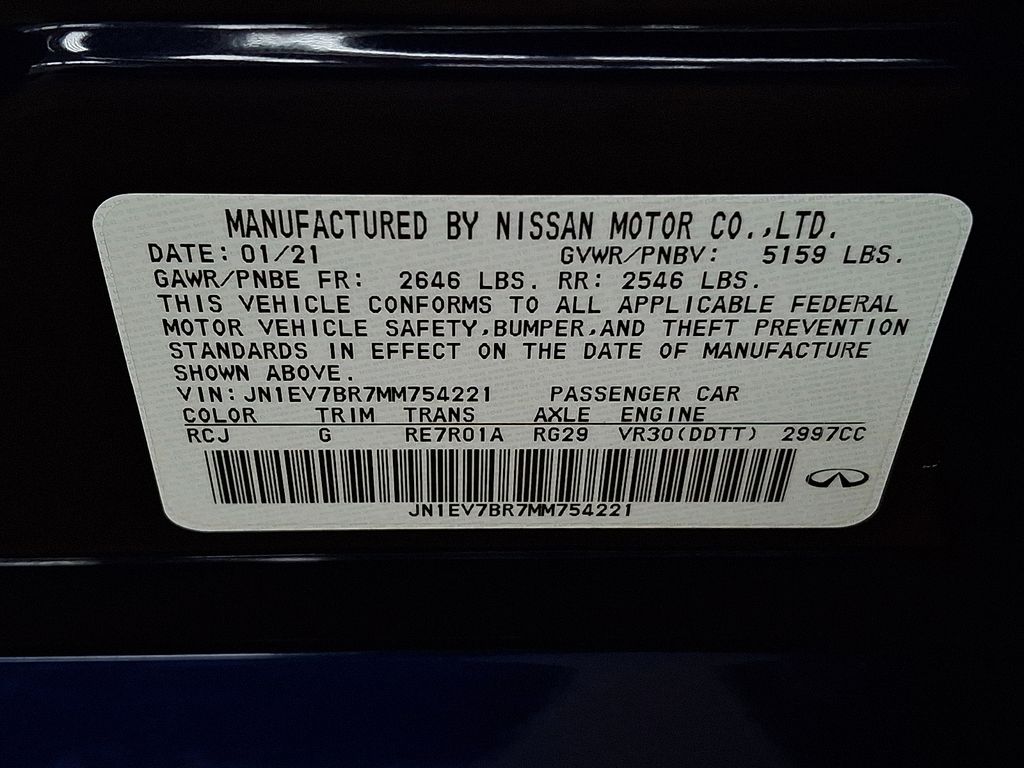 MANUFACTURED BY NISSAN MOTOR CO.,LTD.
DATE: 01/21 GVWR/PNBV: 5159 LBS.
GAWR/PNBE FR: 2646 LBS. RR: 2546 LBS.
THIS VEHICLE CONFORMS TO ALL APPLICABLE FEDERAL
MOTOR VEHICLE SAFETY,BUMPER,AND THEFT PREVENTION
STANDARDS IN EFFECT ON THE DATE OF MANUFACTURE
SHOWN ABOVE.
VIN:JN1EV7BR7MM754221 PASSENGER CAR
COLOR TRIM TRANS AXLE ENGINE
RCJ G RE7R01A RG29 VR30(DDTT) 2997CC
JN1EV7BR7MM754221